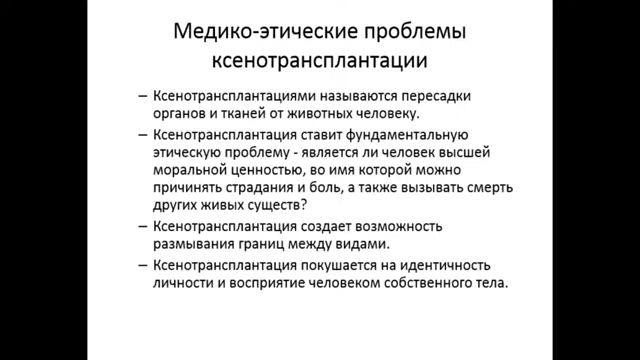 Медико-этические проблемы
ксенотрансплантации
– Ксенотрансплантациями называются пересадки
органов и тканей от животных человеку.
– Ксенотрансплантация ставит фундаментальную
этическую проблему - является ли человек высшей
моральной ценностью, во имя которой можно
причинять страдания и боль, а также вызывать смерть
других живых существ?
– Ксенотрансплантация создает возможность
размывания границ между видами.
– Ксенотрансплантация покушается на идентичность
личности и восприятие человеком собственного тела.